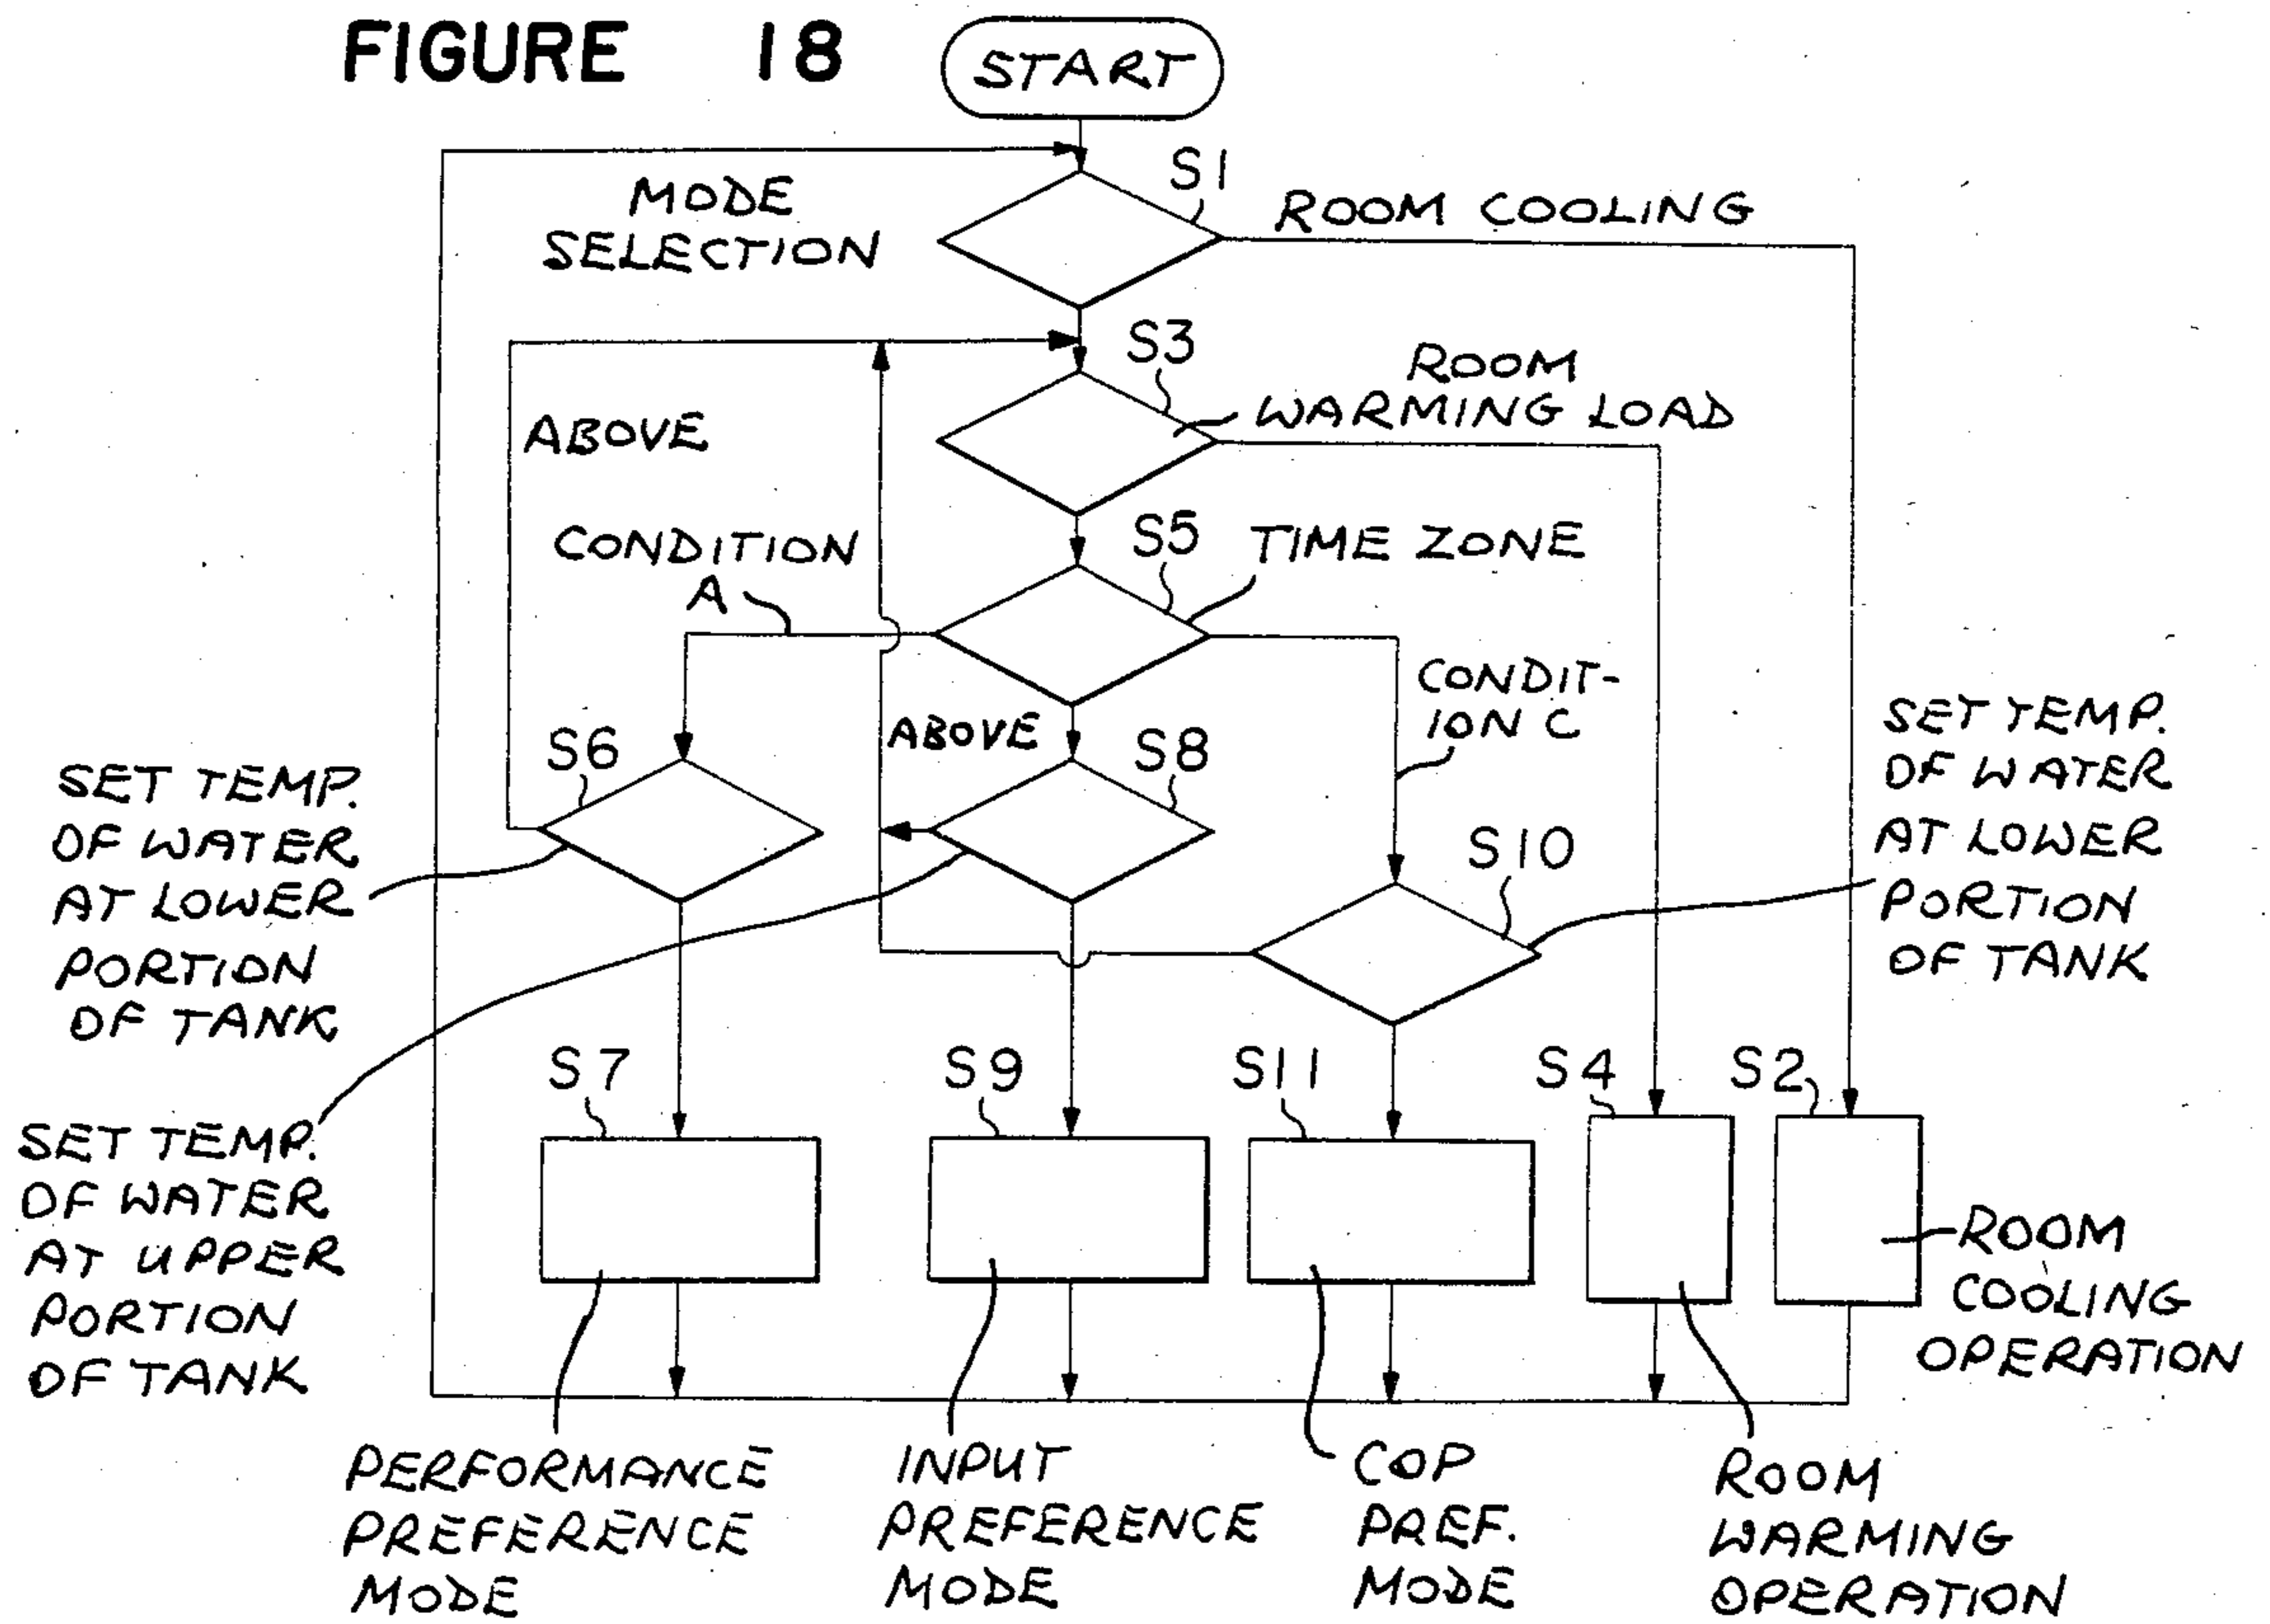 FIGURE 18
START
S1
MODE
SELECTION
ROOM COOLING
S3
ROOM
WARMING LOAD
ABOVE
S5
TIME ZONE
CONDITION
A
CONDIT-
ION C
ABOVE
S6
S8
S10
SET TEMP.
OF WATER
AT LOWER
PORTION
OF TANK
SET TEMP.
OF WATER
AT LOWER
PORTION
OF TANK
S7
S9
S11
S4
S2
SET TEMP.
OF WATER
AT UPPER
PORTION
OF TANK
ROOM
COOLING
OPERATION
PERFORMANCE
PREFERENCE
MODE
INPUT
PREFERENCE
MODE
COP
PREF.
MODE
ROOM
WARMING
OPERATION